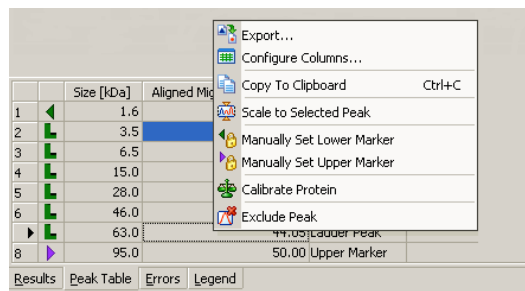 Export...
Configure Columns...
Copy To Clipboard Ctrl+C
Scale to Selected Peak
Manually Set Lower Marker
Manually Set Upper Marker
Calibrate Protein
Exclude Peak
Size [kDa] Aligned Mig
1 1.6
2 3.5
3 6.5
4 15.0
5 28.0
6 46.0
63.0 44.05 Ladder Peak
8 95.0 50.00 Upper Marker
Results Peak Table Errors Legend